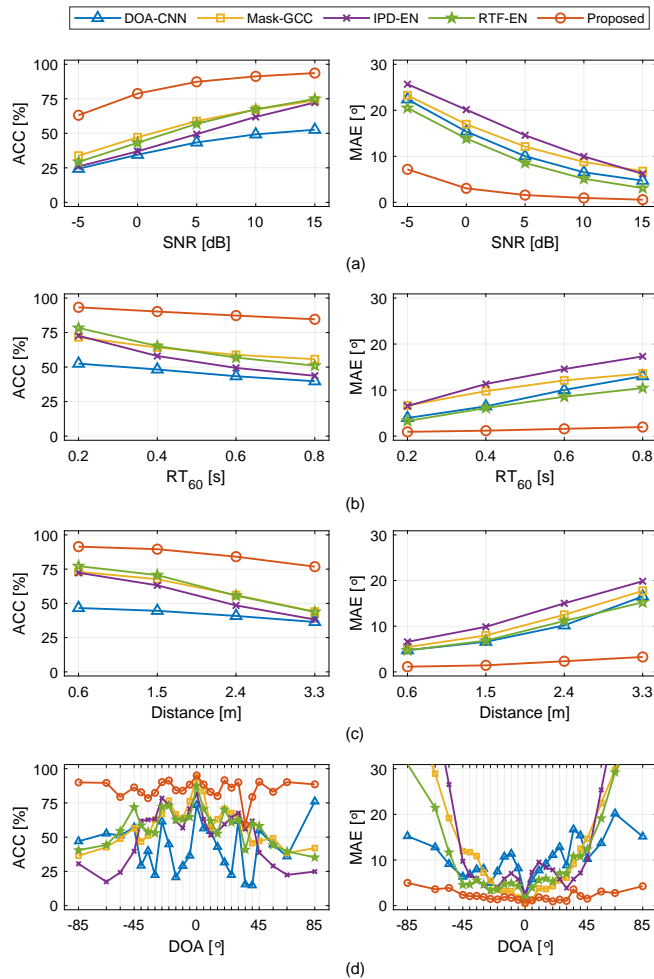 DOA-CNN Mask-GCC IPD-EN RTF-EN Proposed
100
75
50
25
0
ACC [%]
-5 0 5 10 15
SNR [dB]
30
20
10
0
MAE [°]
-5 0 5 10 15
SNR [dB]
(a)
100
75
50
25
0
ACC [%]
0.2 0.4 0.6 0.8
RT60 [s]
30
20
10
0
MAE [°]
0.2 0.4 0.6 0.8
RT60 [s]
(b)
100
75
50
25
0
ACC [%]
0.6 1.5 2.4 3.3
Distance [m]
30
20
10
0
MAE [°]
0.6 1.5 2.4 3.3
Distance [m]
(c)
100
75
50
25
0
ACC [%]
-85 -45 0 45 85
DOA [°]
30
20
10
0
MAE [°]
-85 -45 0 45 85
DOA [°]
(d)